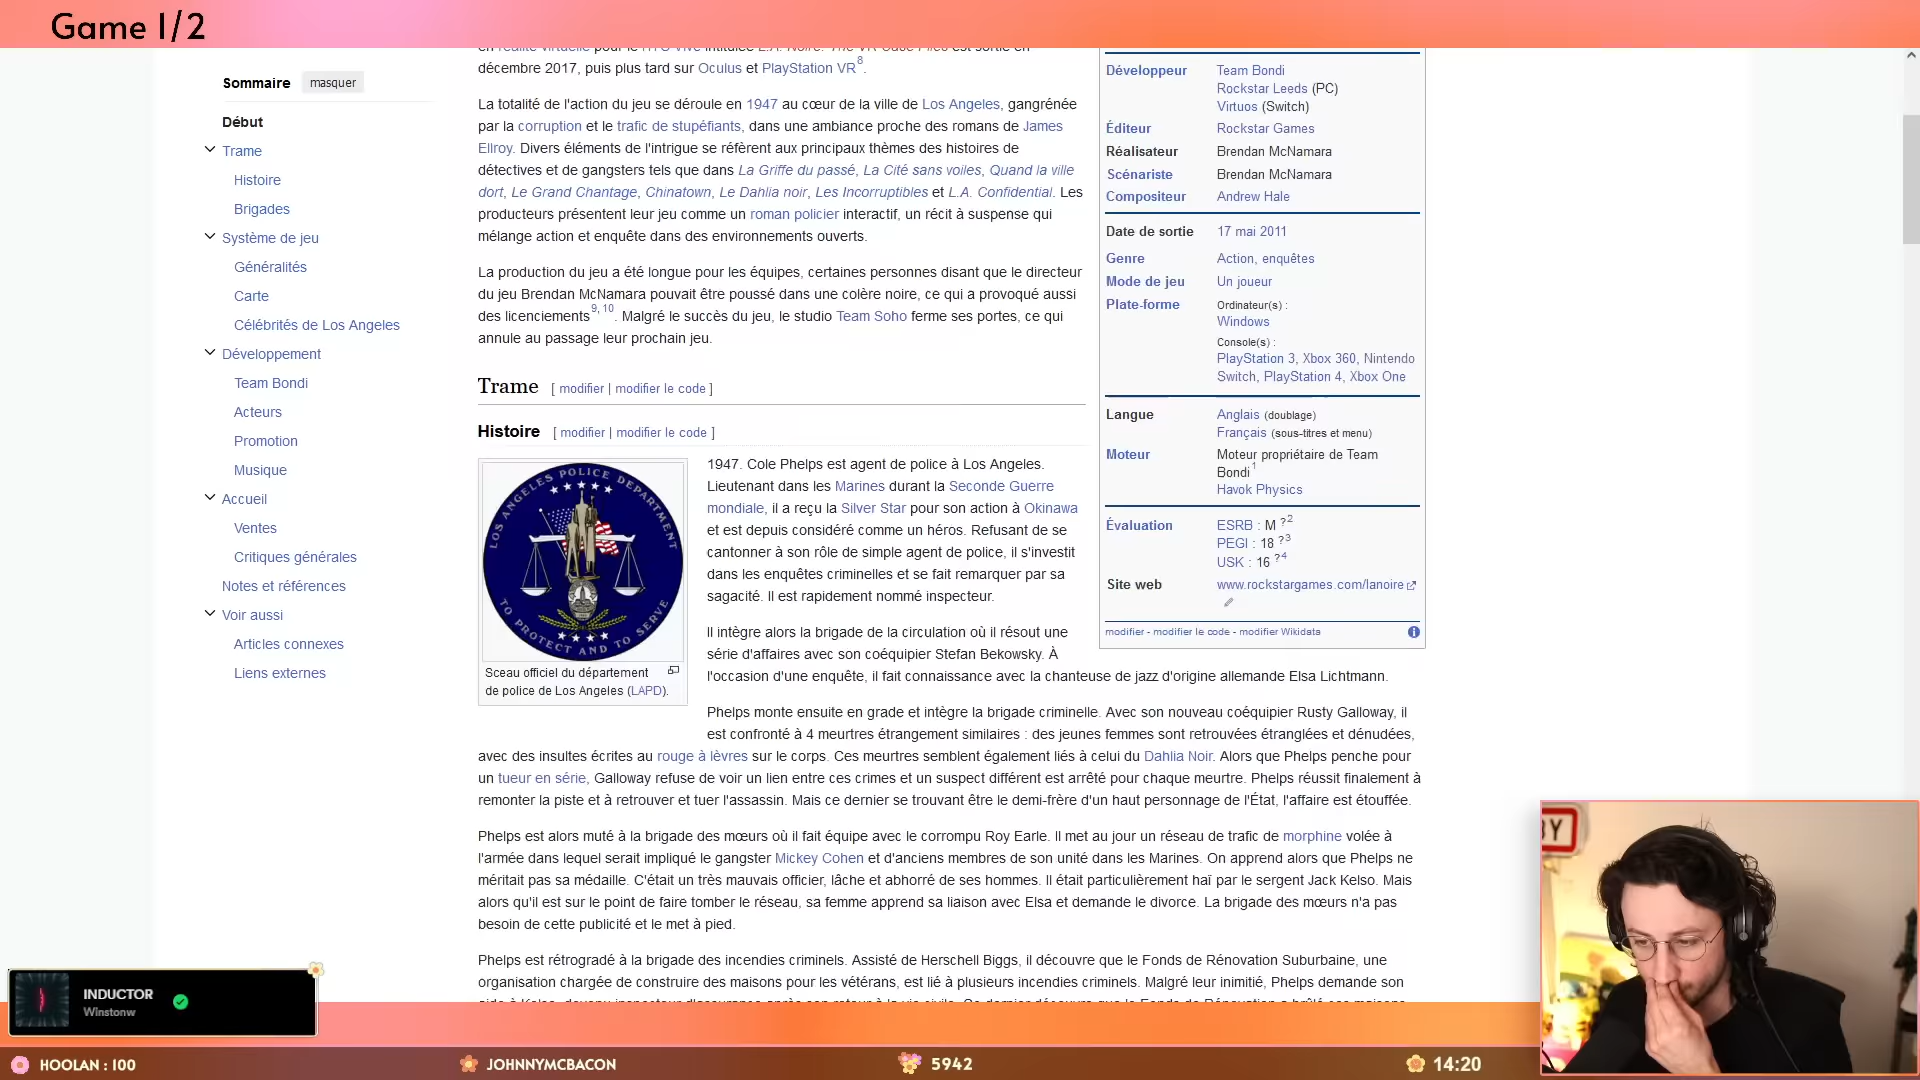 Game 1/2
décembre 2017, puis plus tard sur Oculus et PlayStation VR8.
La totalité de l'action du jeu se déroule en 1947 au cœur de la ville de Los Angeles, gangrénée
par la corruption et le trafic de stupéfiants, dans une ambiance proche des romans de James
Ellroy. Divers éléments de l'intrigue se réfèrent aux principaux thèmes des histoires de
détectives et de gangsters tels que dans La Griffe du passé, La Cité sans voiles, Quand la ville
dort, Le Grand Chantage, Chinatown, Le Dahlia noir, Les Incorruptibles et L.A. Confidential. Les
producteurs présentent leur jeu comme un roman policier interactif, un récit à suspense qui
mélange action et enquête dans des environnements ouverts.
La production du jeu a été longue pour les équipes, certaines personnes disant que le directeur
du jeu Brendan McNamara pouvait être poussé dans une colère noire, ce qui a provoqué aussi
des licenciements9, 10. Malgré le succès du jeu, le studio Team Soho ferme ses portes, ce qui
annule au passage leur prochain jeu.
Trame [ modifier | modifier le code ]
Histoire [ modifier | modifier le code ]
LOS ANGELES POLICE DEPARTMENT
TO PROTECT AND TO SERVE
Sceau officiel du département
de police de Los Angeles (LAPD).
1947. Cole Phelps est agent de police à Los Angeles.
Lieutenant dans les Marines durant la Seconde Guerre
mondiale, il a reçu la Silver Star pour son action à Okinawa
et est depuis considéré comme un héros. Refusant de se
cantonner à son rôle de simple agent de police, il s'investit
dans les enquêtes criminelles et se fait remarquer par sa
sagacité. Il est rapidement nommé inspecteur.
Il intègre alors la brigade de la circulation où il résout une
série d'affaires avec son coéquipier Stefan Bekowsky. À
l'occasion d'une enquête, il fait connaissance avec la chanteuse de jazz d'origine allemande Elsa Lichtmann.
Phelps monte ensuite en grade et intègre la brigade criminelle. Avec son nouveau coéquipier Rusty Galloway, il
est confronté à 4 meurtres étrangement similaires : des jeunes femmes sont retrouvées étranglées et dénudées,
avec des insultes écrites au rouge à lèvres sur le corps. Ces meurtres semblent également liés à celui du Dahlia Noir. Alors que Phelps penche pour
un tueur en série, Galloway refuse de voir un lien entre ces crimes et un suspect différent est arrêté pour chaque meurtre. Phelps réussit finalement à
remonter la piste et à retrouver et tuer l'assassin. Mais ce dernier se trouvant être le demi-frère d'un haut personnage de l'État, l'affaire est étouffée.
Phelps est alors muté à la brigade des mœurs où il fait équipe avec le corrompu Roy Earle. Il met au jour un réseau de trafic de morphine volée à
l'armée dans lequel serait impliqué le gangster Mickey Cohen et d'anciens membres de son unité dans les Marines. On apprend alors que Phelps ne
méritait pas sa médaille. C'était un très mauvais officier, lâche et abhorré de ses hommes. Il était particulièrement haï par le sergent Jack Kelso. Mais
alors qu'il est sur le point de faire tomber le réseau, sa femme apprend sa liaison avec Elsa et demande le divorce. La brigade des mœurs n'a pas
besoin de cette publicité et le met à pied.
Phelps est rétrogradé à la brigade des incendies criminels. Assisté de Herschell Biggs, il découvre que le Fonds de Rénovation Suburbaine, une
organisation chargée de construire des maisons pour les vétérans, est lié à plusieurs incendies criminels. Malgré leur inimitié, Phelps demande son
Sommaire masquer
Début
Trame
Histoire
Brigades
Système de jeu
Généralités
Carte
Célébrités de Los Angeles
Développement
Team Bondi
Acteurs
Promotion
Musique
Accueil
Ventes
Critiques générales
Notes et références
Voir aussi
Articles connexes
Liens externes
Développeur Team Bondi
Rockstar Leeds (PC)
Virtuos (Switch)
Éditeur Rockstar Games
Réalisateur Brendan McNamara
Scénariste Brendan McNamara
Compositeur Andrew Hale
Date de sortie 17 mai 2011
Genre Action, enquêtes
Mode de jeu Un joueur
Plate-forme Ordinateur(s) :
Windows
Console(s) :
PlayStation 3, Xbox 360, Nintendo
Switch, PlayStation 4, Xbox One
Langue Anglais (doublage)
Français (sous-titres et menu)
Moteur Moteur propriétaire de Team
Bondi1
Havok Physics
Évaluation ESRB : M ?2
PEGI : 18 ?3
USK : 16 ?4
Site web www.rockstargames.com/lanoire
modifier - modifier le code - modifier Wikidata
INDUCTOR
Winstonw
HOOLAN : 100
JOHNNYMCBACON
5942
14:20